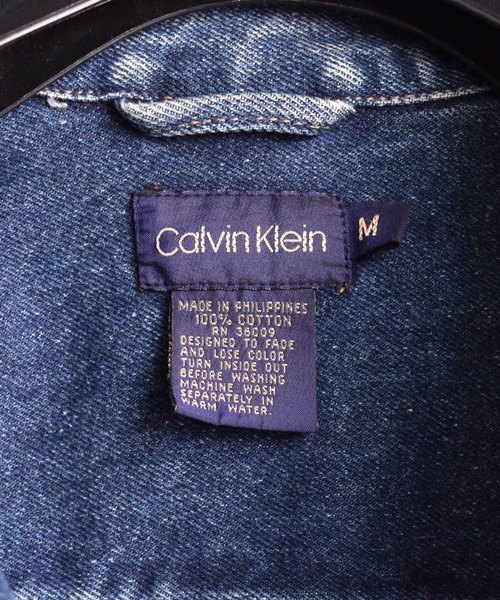 Calvin Klein
M
MADE IN PHILIPPINES
100% COTTON
RN 36009
DESIGNED TO FADE
AND LOSE COLOR
TURN INSIDE OUT
BEFORE WASHING
MACHINE WASH
SEPARATELY IN
WARM WATER.